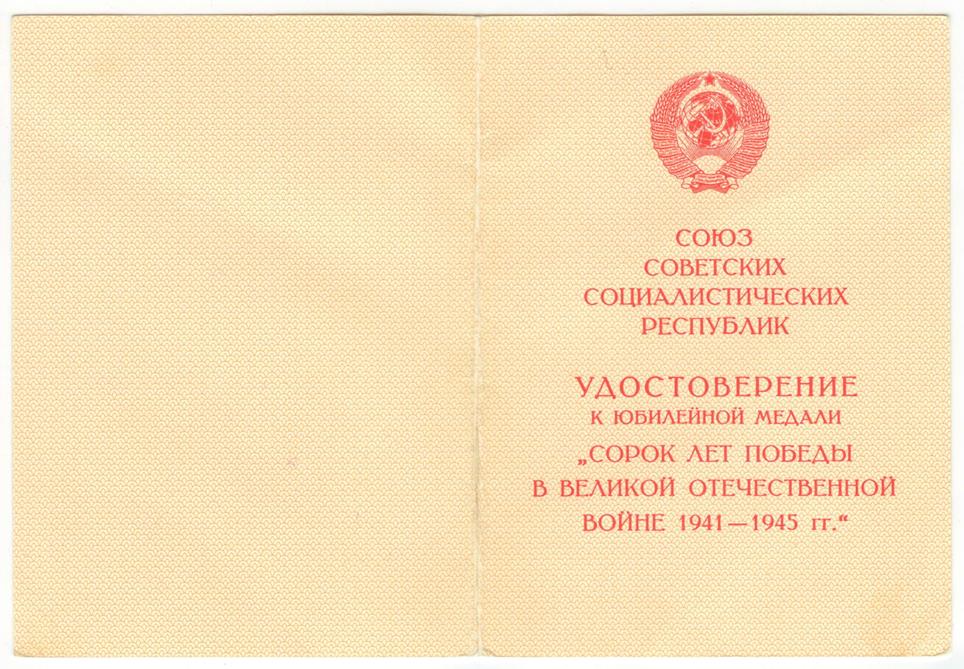 СОЮЗ
СОВЕТСКИХ
СОЦИАЛИСТИЧЕСКИХ
РЕСПУБЛИК
УДОСТОВЕРЕНИЕ
К ЮБИЛЕЙНОЙ МЕДАЛИ
„СОРОК ЛЕТ ПОБЕДЫ
В ВЕЛИКОЙ ОТЕЧЕСТВЕННОЙ
ВОЙНЕ 1941—1945 гг.“